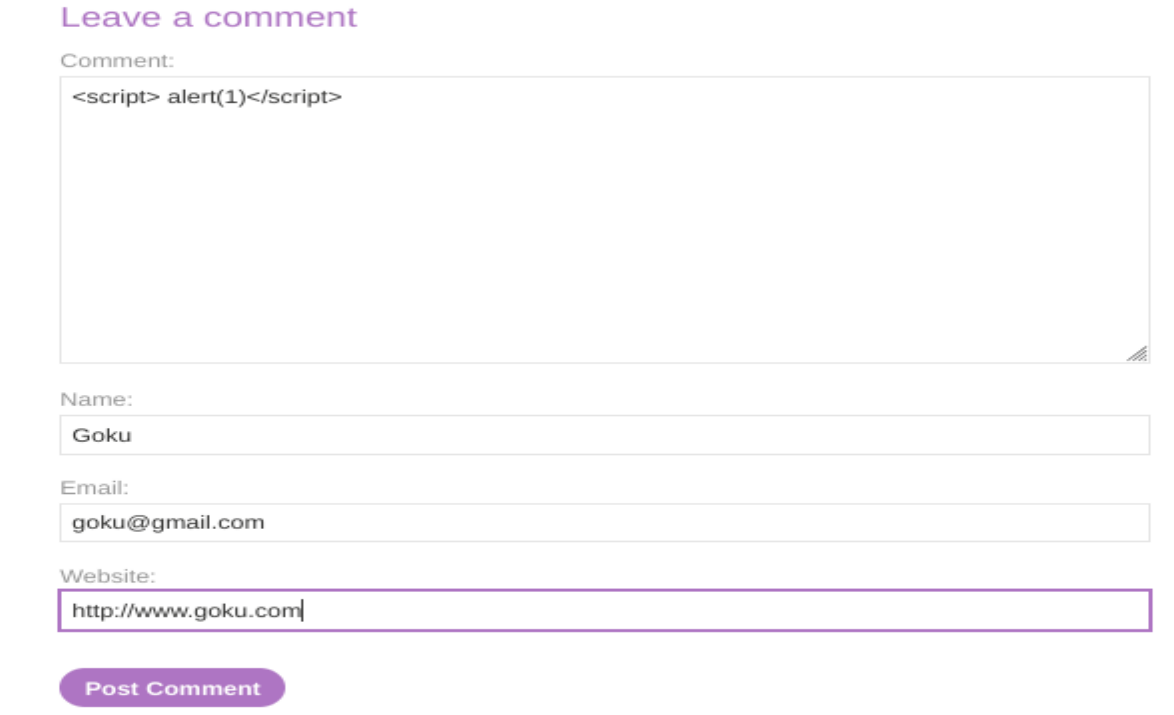 Leave a comment
Comment:
<script> alert(1)</script>
Name:
Goku
Email:
goku@gmail.com
Website:
http://www.goku.com
Post Comment